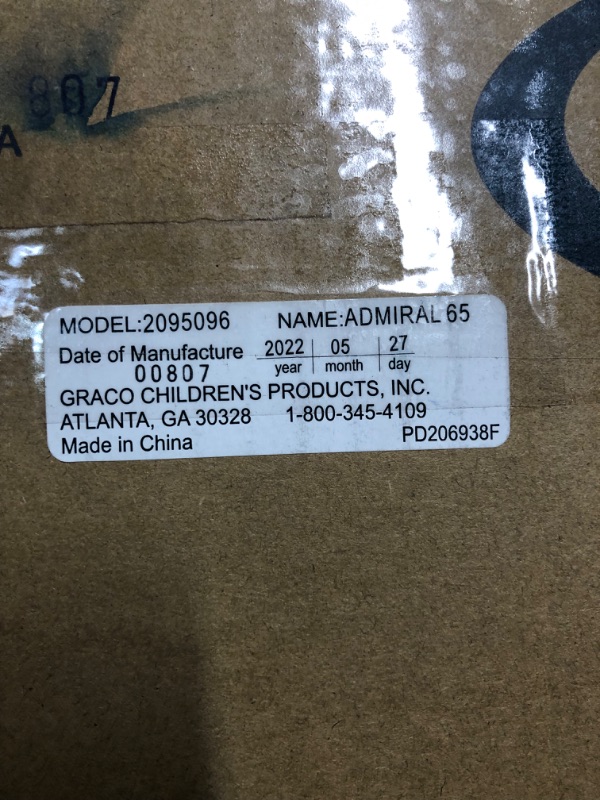 807
A
MODEL:2095096 NAME:ADMIRAL 65
Date of Manufacture 2022 05 27
00807 year month day
GRACO CHILDREN'S PRODUCTS, INC.
ATLANTA, GA 30328 1-800-345-4109
Made in China PD206938F